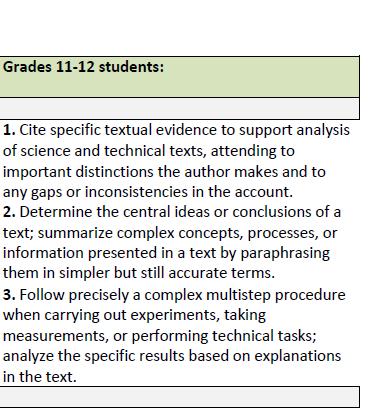 Grades 11-12 students:
1. Cite specific textual evidence to support analysis
of science and technical texts, attending to
important distinctions the author makes and to
any gaps or inconsistencies in the account.
2. Determine the central ideas or conclusions of a
text; summarize complex concepts, processes, or
information presented in a text by paraphrasing
them in simpler but still accurate terms.
3. Follow precisely a complex multistep procedure
when carrying out experiments, taking
measurements, or performing technical tasks;
analyze the specific results based on explanations
in the text.